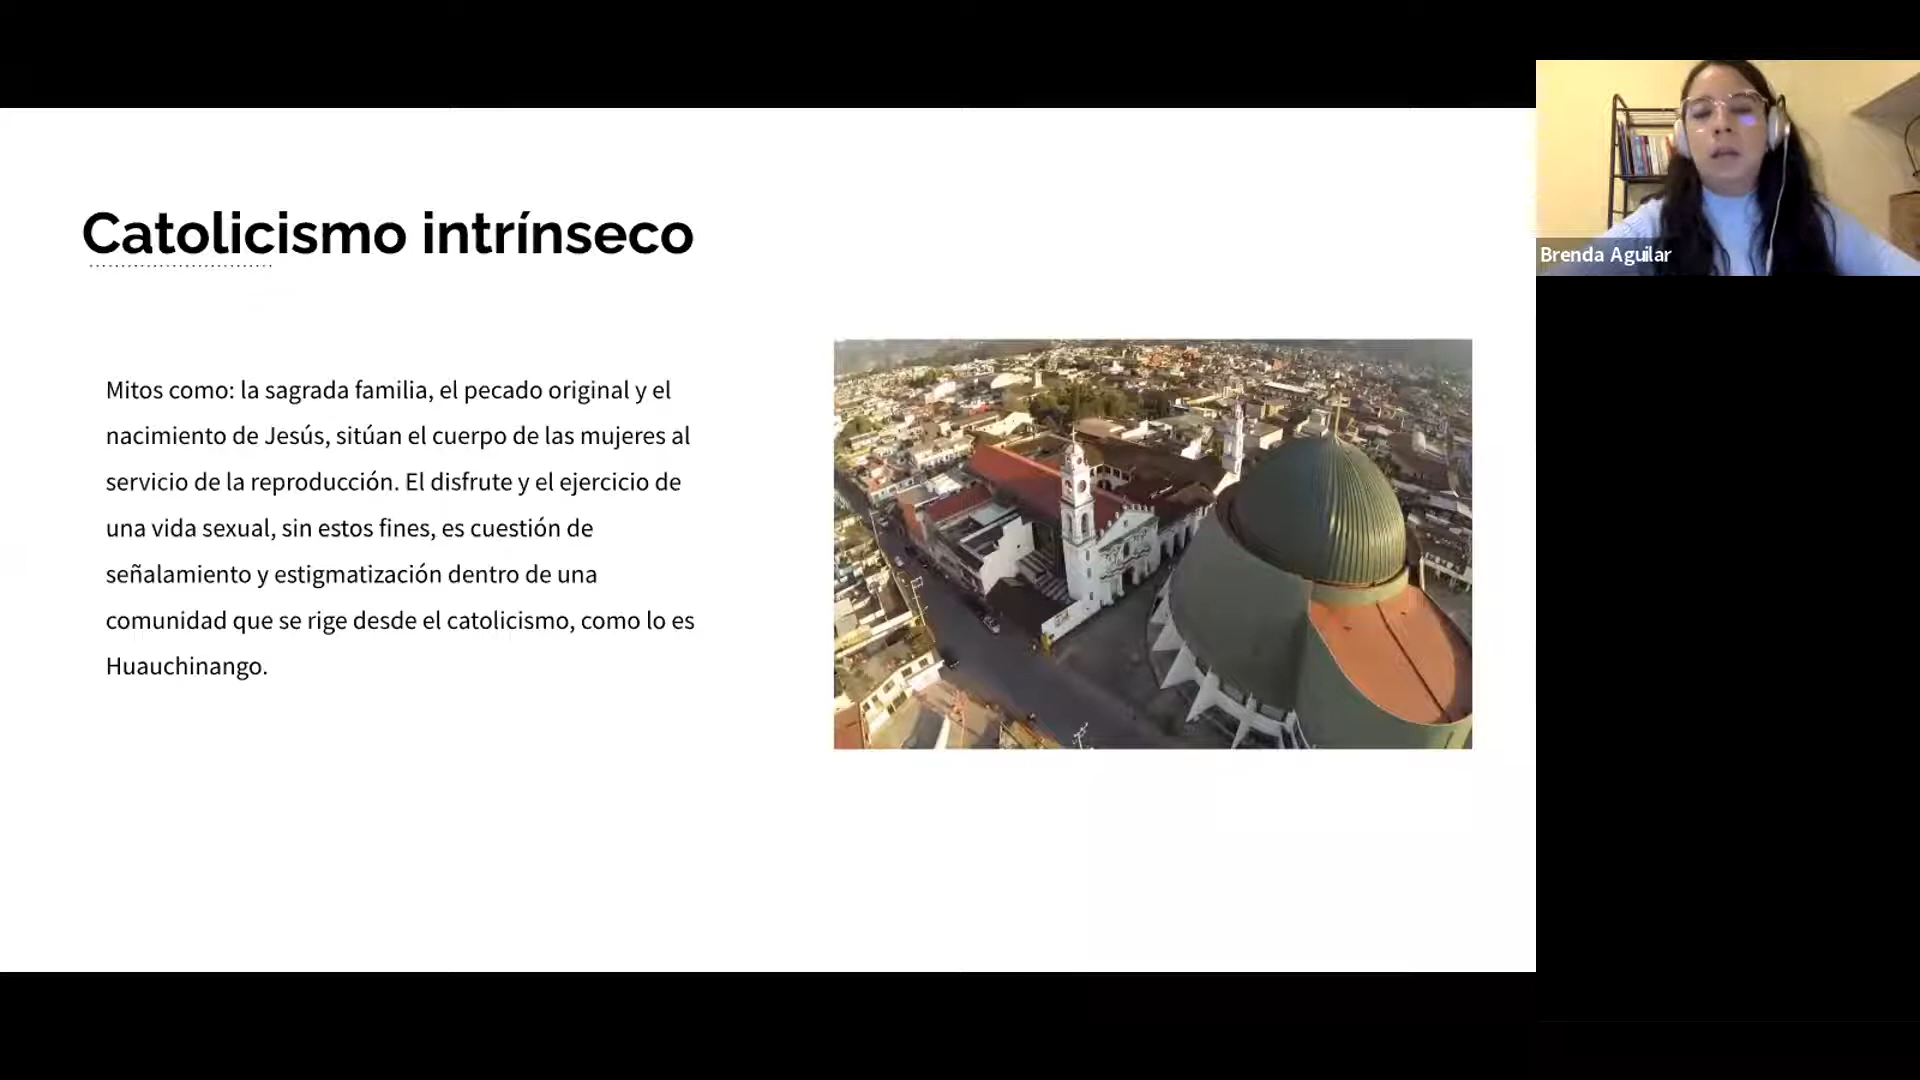 Catolicismo intrínseco
Mitos como: la sagrada familia, el pecado original y el
nacimiento de Jesús, sitúan el cuerpo de las mujeres al
servicio de la reproducción. El disfrute y el ejercicio de
una vida sexual, sin estos fines, es cuestión de
señalamiento y estigmatización dentro de una
comunidad que se rige desde el catolicismo, como lo es
Huauchinango.
Brenda Aguilar